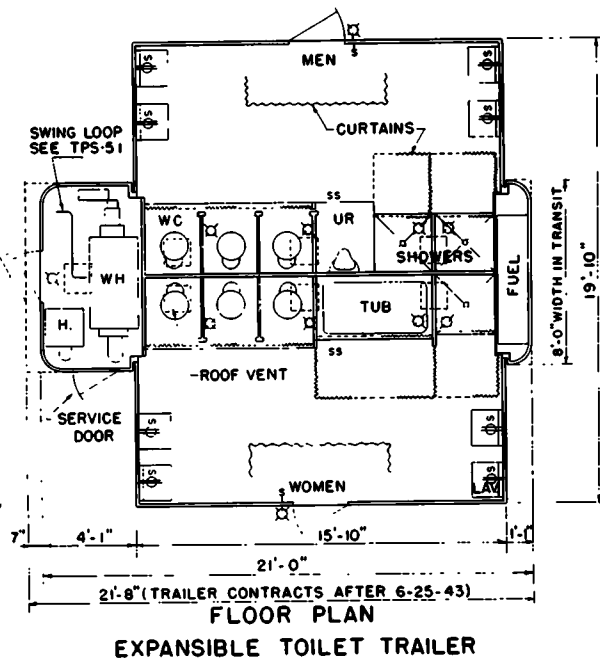 MEN
S
S
S
S
S
CURTAINS
SWING LOOP
SEE TPS-51
SS
WC
UR
SHOWERS
WH
H.
FUEL
TUB
SS
-ROOF VENT
SERVICE
DOOR
S
S
S
S
LAV
WOMEN
S
8'-0" WIDTH IN TRANSIT
19'-10"
7"
4'-1"
15'-10"
1'-1"
21'-0"
21'-8" (TRAILER CONTRACTS AFTER 6-25-43)
FLOOR PLAN
EXPANSIBLE TOILET TRAILER